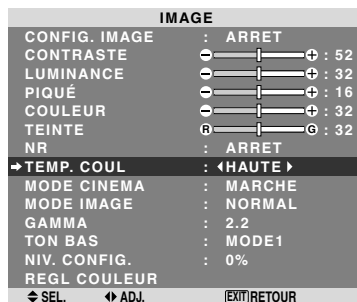 IMAGE
CONFIG. IMAGE : ARRET
CONTRASTE : 52
LUMINANCE : 32
PIQUÉ : 16
COULEUR : 32
TEINTE R G : 32
NR : ARRET
TEMP. COUL : HAUTE
MODE CINEMA : MARCHE
MODE IMAGE : NORMAL
GAMMA : 2.2
TON BAS : MODE1
NIV. CONFIG. : 0%
REGL COULEUR
SEL. ADJ. EXIT RETOUR